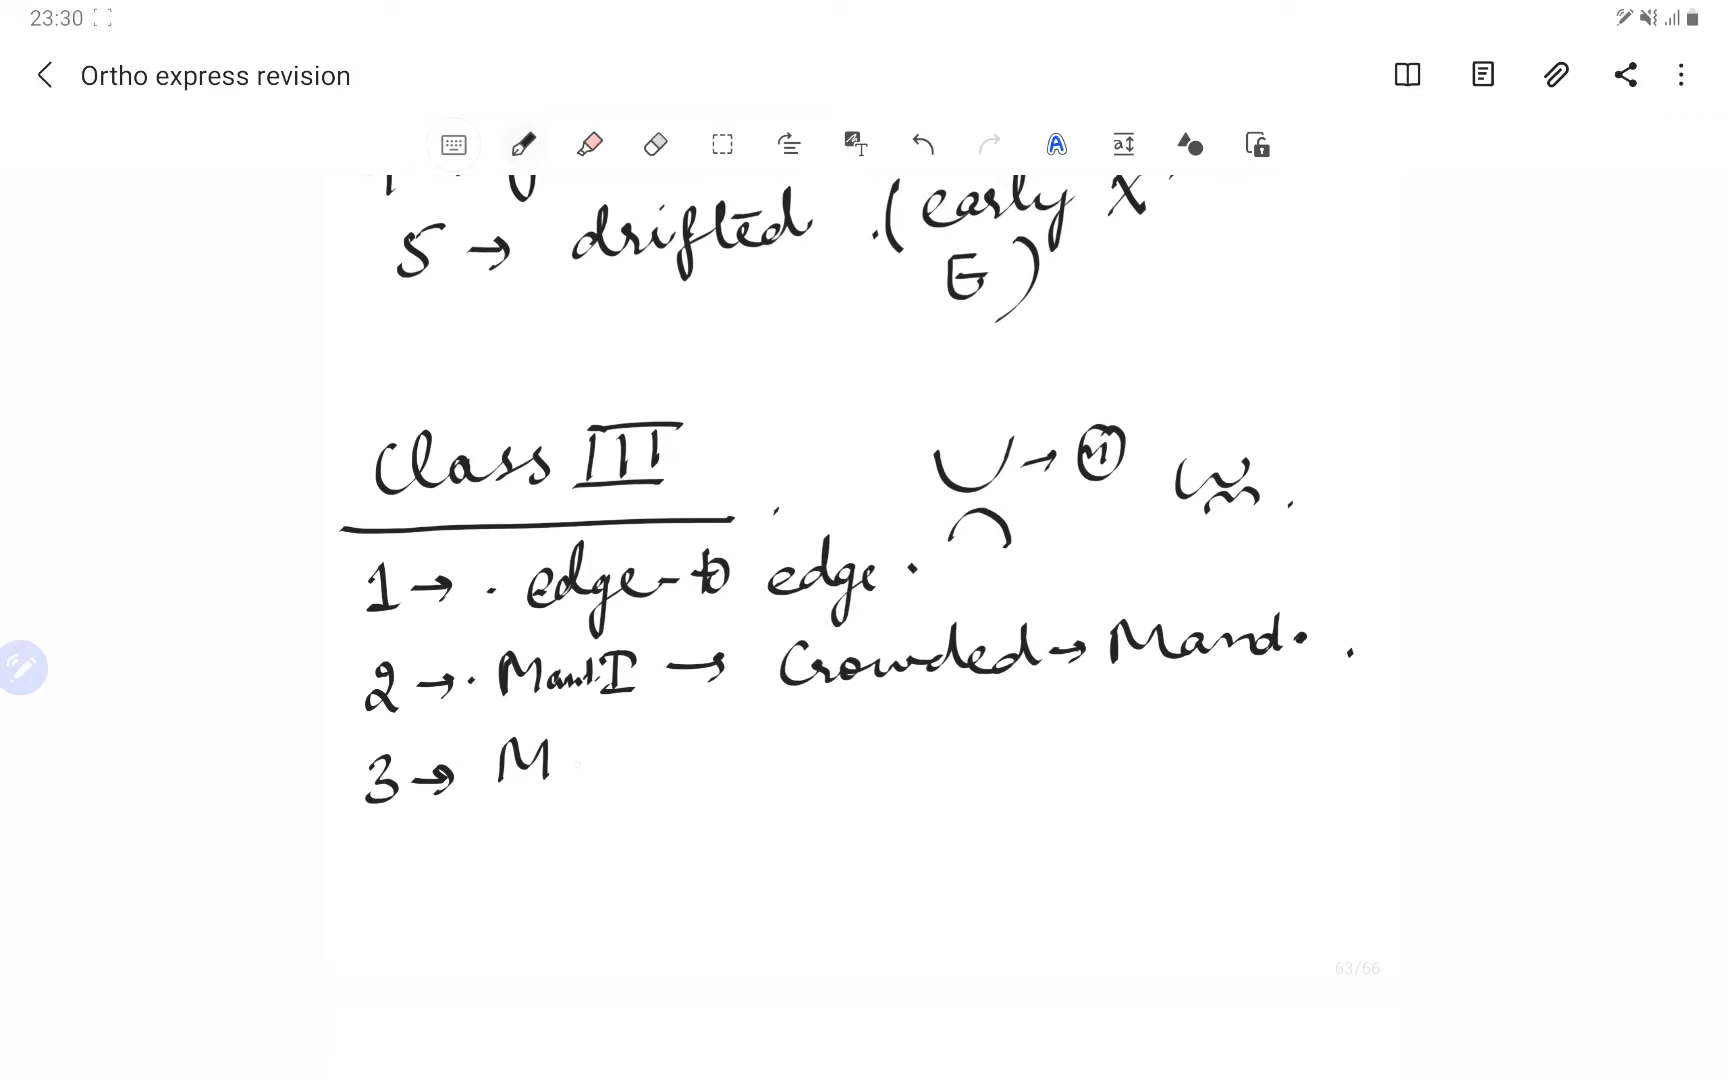 23:30
Ortho express revision
5 → drifted . (early X
E)
Class III
→ M
1 → . edge-to edge .
2 → . Mand I → Crowded → Mand .
3 → M
63/66